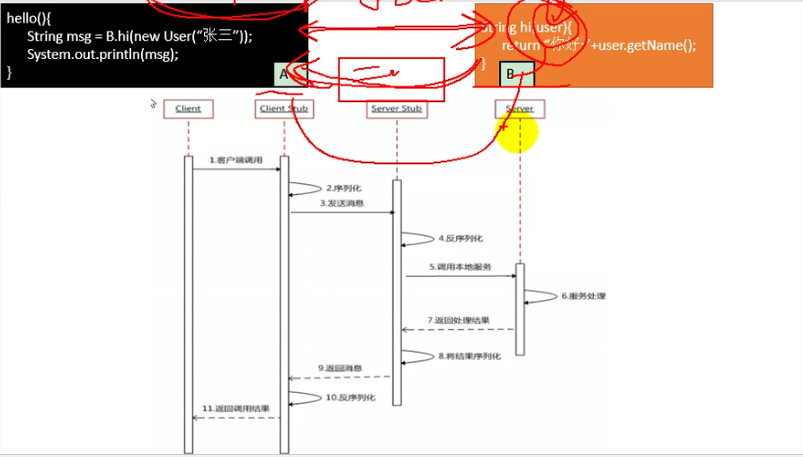 hello(){
String msg = B.hi(new User("张三"));
System.out.println(msg);
}
A
String hi(user){
return "你好:"+user.getName();
}
B
Client
Client Stub
Server Stub
Server
1.客户端调用
2.序列化
3.发送消息
4.反序列化
5.调用本地服务
6.服务处理
7.返回处理结果
8.将结果序列化
9.返回消息
10.反序列化
11.返回调用结果